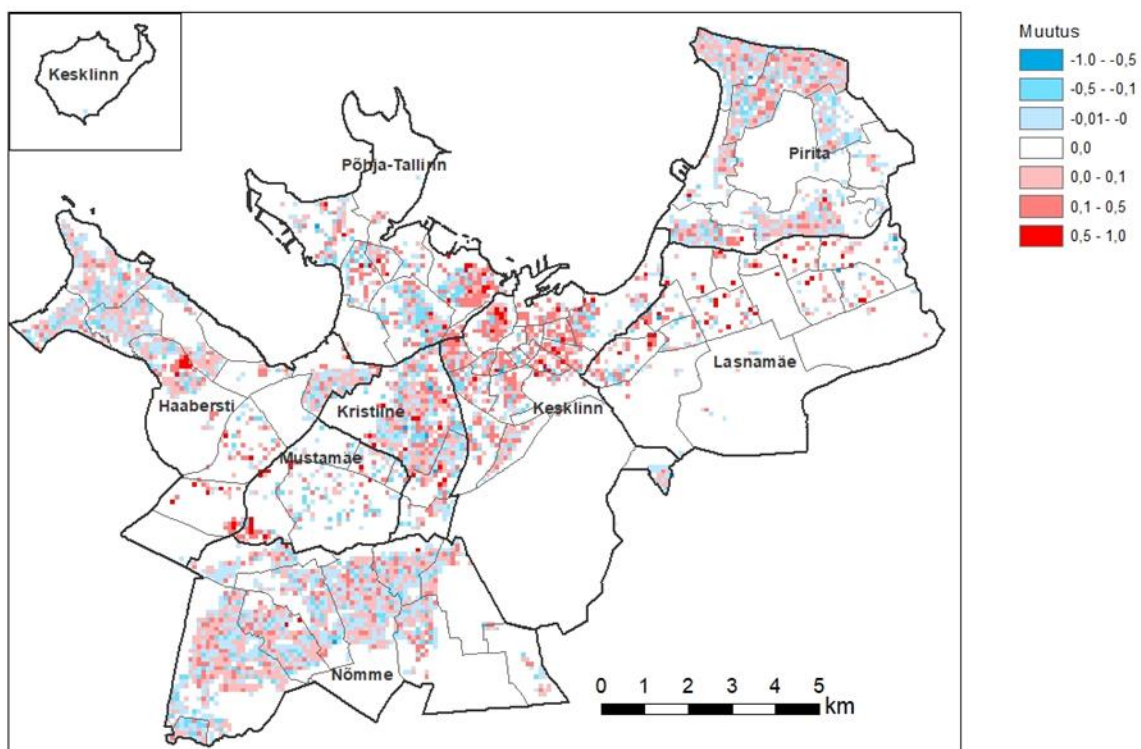 Kesklinn
Põhja-Tallinn
Pirita
Lasnamäe
Haabersti
Kristiine
Kesklinn
Mustamäe
Nõmme
0 1 2 3 4 5
km
Muutus
-1.0 - -0,5
-0,5 - -0,1
-0,01- -0
0,0
0,0 - 0,1
0,1 - 0,5
0,5 - 1,0